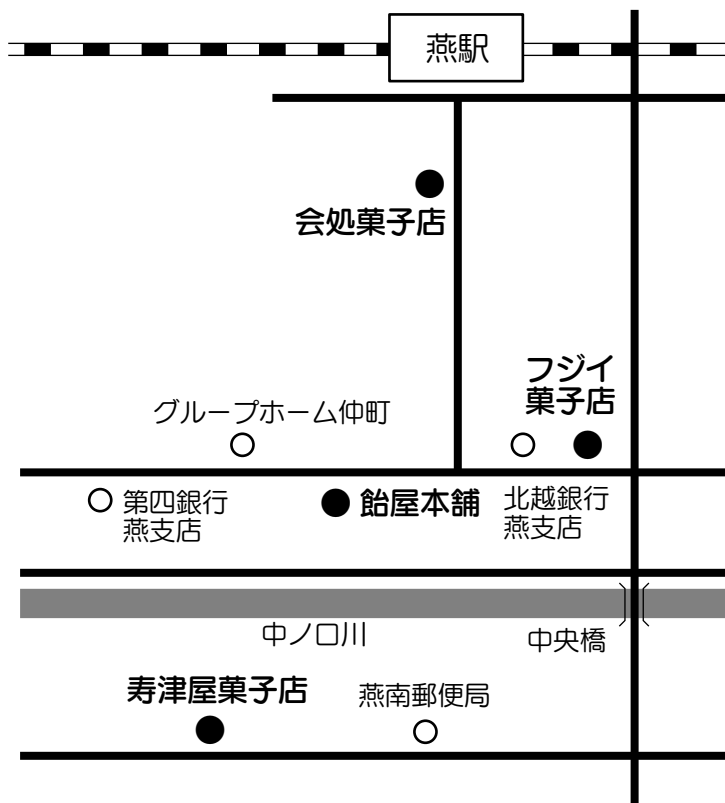 燕駅
会処菓子店
フジイ
菓子店
グループホーム仲町
第四銀行
燕支店
飴屋本舗
北越銀行
燕支店
中ノ口川
中央橋
寿津屋菓子店
燕南郵便局